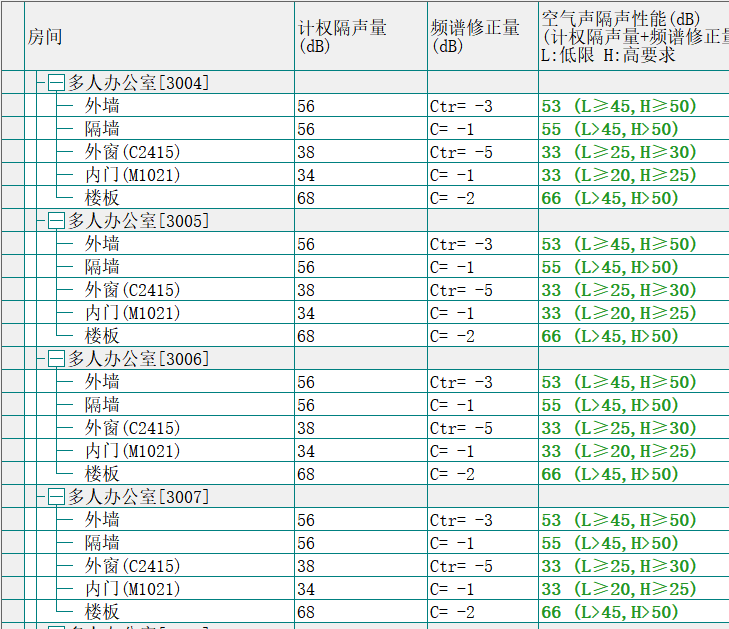 房间
计权隔声量
(dB)
频谱修正量
(dB)
空气声隔声性能(dB)
(计权隔声量+频谱修正量
L:低限 H:高要求
多人办公室[3004]
外墙 56 Ctr= -3 53 (L≥45,H≥50)
隔墙 56 C= -1 55 (L>45,H>50)
外窗(C2415) 38 Ctr= -5 33 (L≥25,H≥30)
内门(M1021) 34 C= -1 33 (L≥20,H≥25)
楼板 68 C= -2 66 (L>45,H>50)
多人办公室[3005]
外墙 56 Ctr= -3 53 (L≥45,H≥50)
隔墙 56 C= -1 55 (L>45,H>50)
外窗(C2415) 38 Ctr= -5 33 (L≥25,H≥30)
内门(M1021) 34 C= -1 33 (L≥20,H≥25)
楼板 68 C= -2 66 (L>45,H>50)
多人办公室[3006]
外墙 56 Ctr= -3 53 (L≥45,H≥50)
隔墙 56 C= -1 55 (L>45,H>50)
外窗(C2415) 38 Ctr= -5 33 (L≥25,H≥30)
内门(M1021) 34 C= -1 33 (L≥20,H≥25)
楼板 68 C= -2 66 (L>45,H>50)
多人办公室[3007]
外墙 56 Ctr= -3 53 (L≥45,H≥50)
隔墙 56 C= -1 55 (L>45,H>50)
外窗(C2415) 38 Ctr= -5 33 (L≥25,H≥30)
内门(M1021) 34 C= -1 33 (L≥20,H≥25)
楼板 68 C= -2 66 (L>45,H>50)